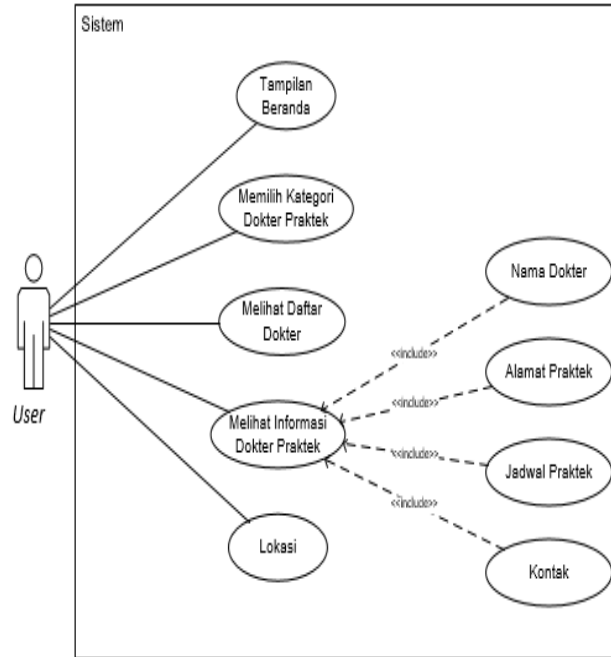 Sistem
Tampilan
Beranda
Memilih Kategori
Dokter Praktek
Melihat Daftar
Dokter
Melihat Informasi
Dokter Praktek
Lokasi
User
Nama Dokter
Alamat Praktek
Jadwal Praktek
Kontak
<<include>>
<<include>>
<<include>>
<<include>>